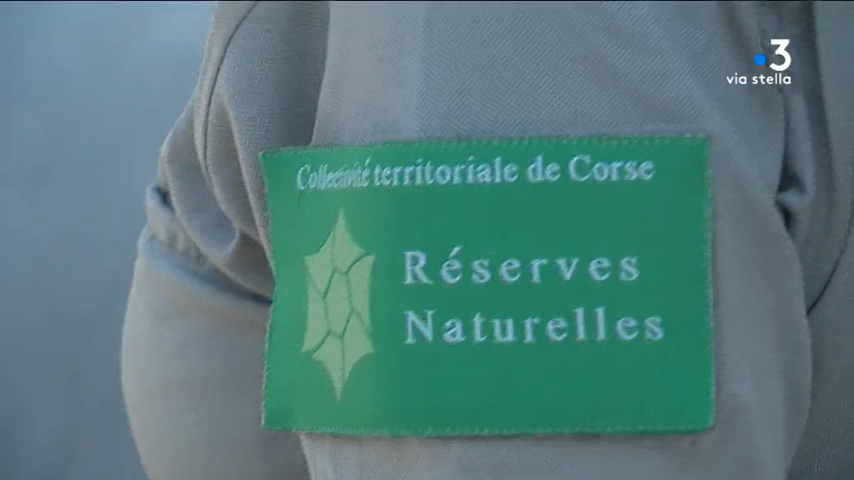 3
via stella
Collectivité territoriale de Corse
Réserves
Naturelles